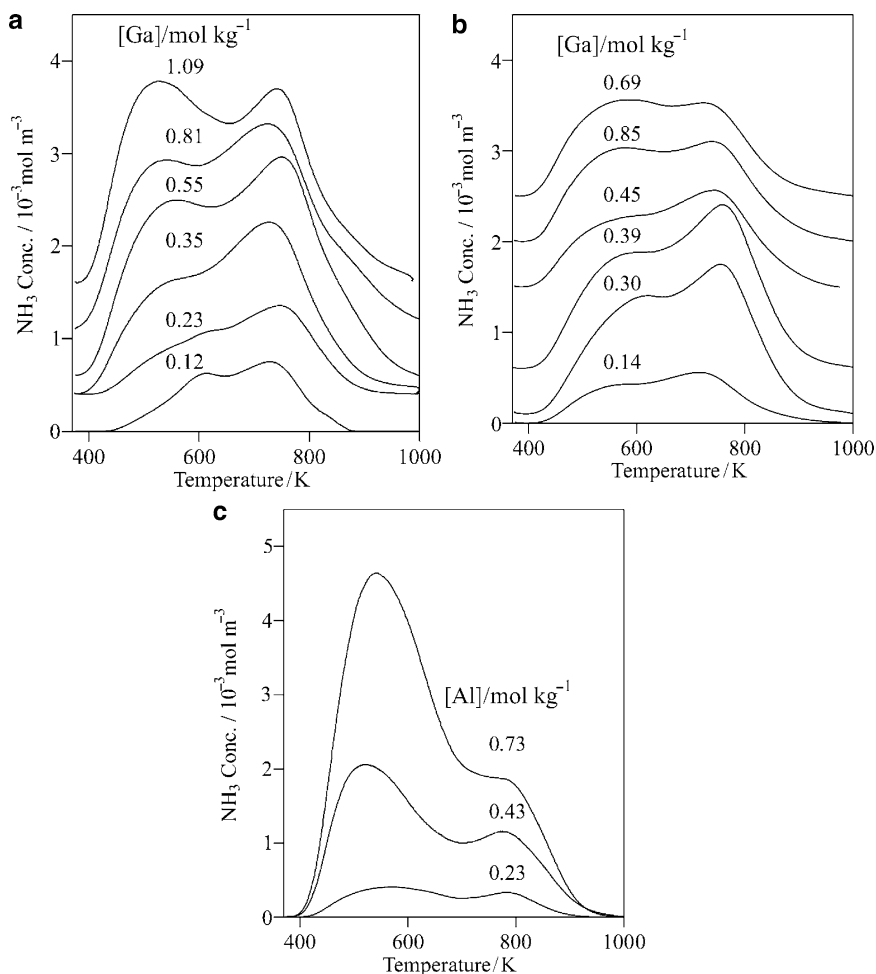 a
[Ga]/mol kg⁻¹
1.09
0.81
0.55
0.35
0.23
0.12
4
3
2
1
0
NH₃ Conc. / 10⁻³mol m⁻³
400 600 800 1000
Temperature/K
b
[Ga]/mol kg⁻¹
0.69
0.85
0.45
0.39
0.30
0.14
4
3
2
1
0
NH₃ Conc. / 10⁻³mol m⁻³
400 600 800 1000
Temperature/K
c
[Al]/mol kg⁻¹
0.73
0.43
0.23
5
4
3
2
1
0
NH₃ Conc. / 10⁻³mol m⁻³
400 600 800 1000
Temperature/K